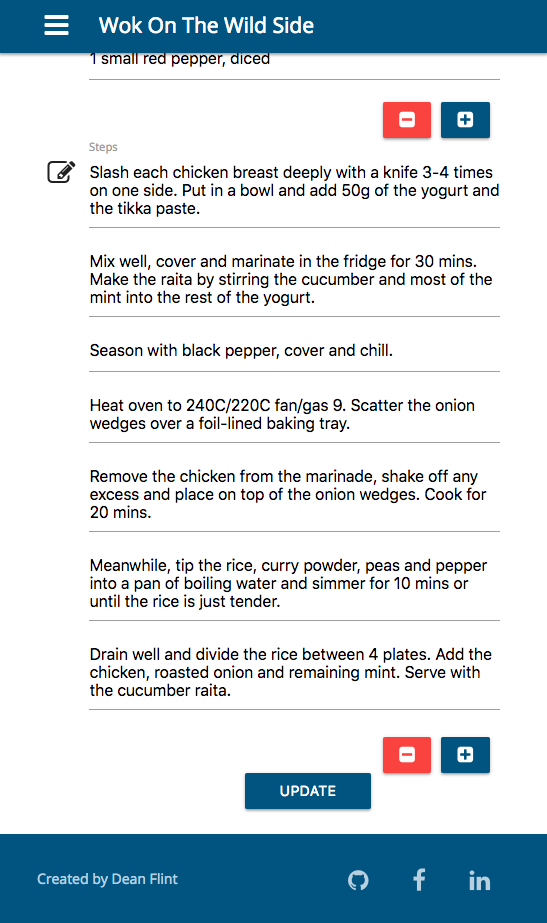 Wok On The Wild Side
1 small red pepper, diced
Steps
Slash each chicken breast deeply with a knife 3-4 times
on one side. Put in a bowl and add 50g of the yogurt and
the tikka paste.
Mix well, cover and marinate in the fridge for 30 mins.
Make the raita by stirring the cucumber and most of the
mint into the rest of the yogurt.
Season with black pepper, cover and chill.
Heat oven to 240C/220C fan/gas 9. Scatter the onion
wedges over a foil-lined baking tray.
Remove the chicken from the marinade, shake off any
excess and place on top of the onion wedges. Cook for
20 mins.
Meanwhile, tip the rice, curry powder, peas and pepper
into a pan of boiling water and simmer for 10 mins or
until the rice is just tender.
Drain well and divide the rice between 4 plates. Add the
chicken, roasted onion and remaining mint. Serve with
the cucumber raita.
UPDATE
Created by Dean Flint